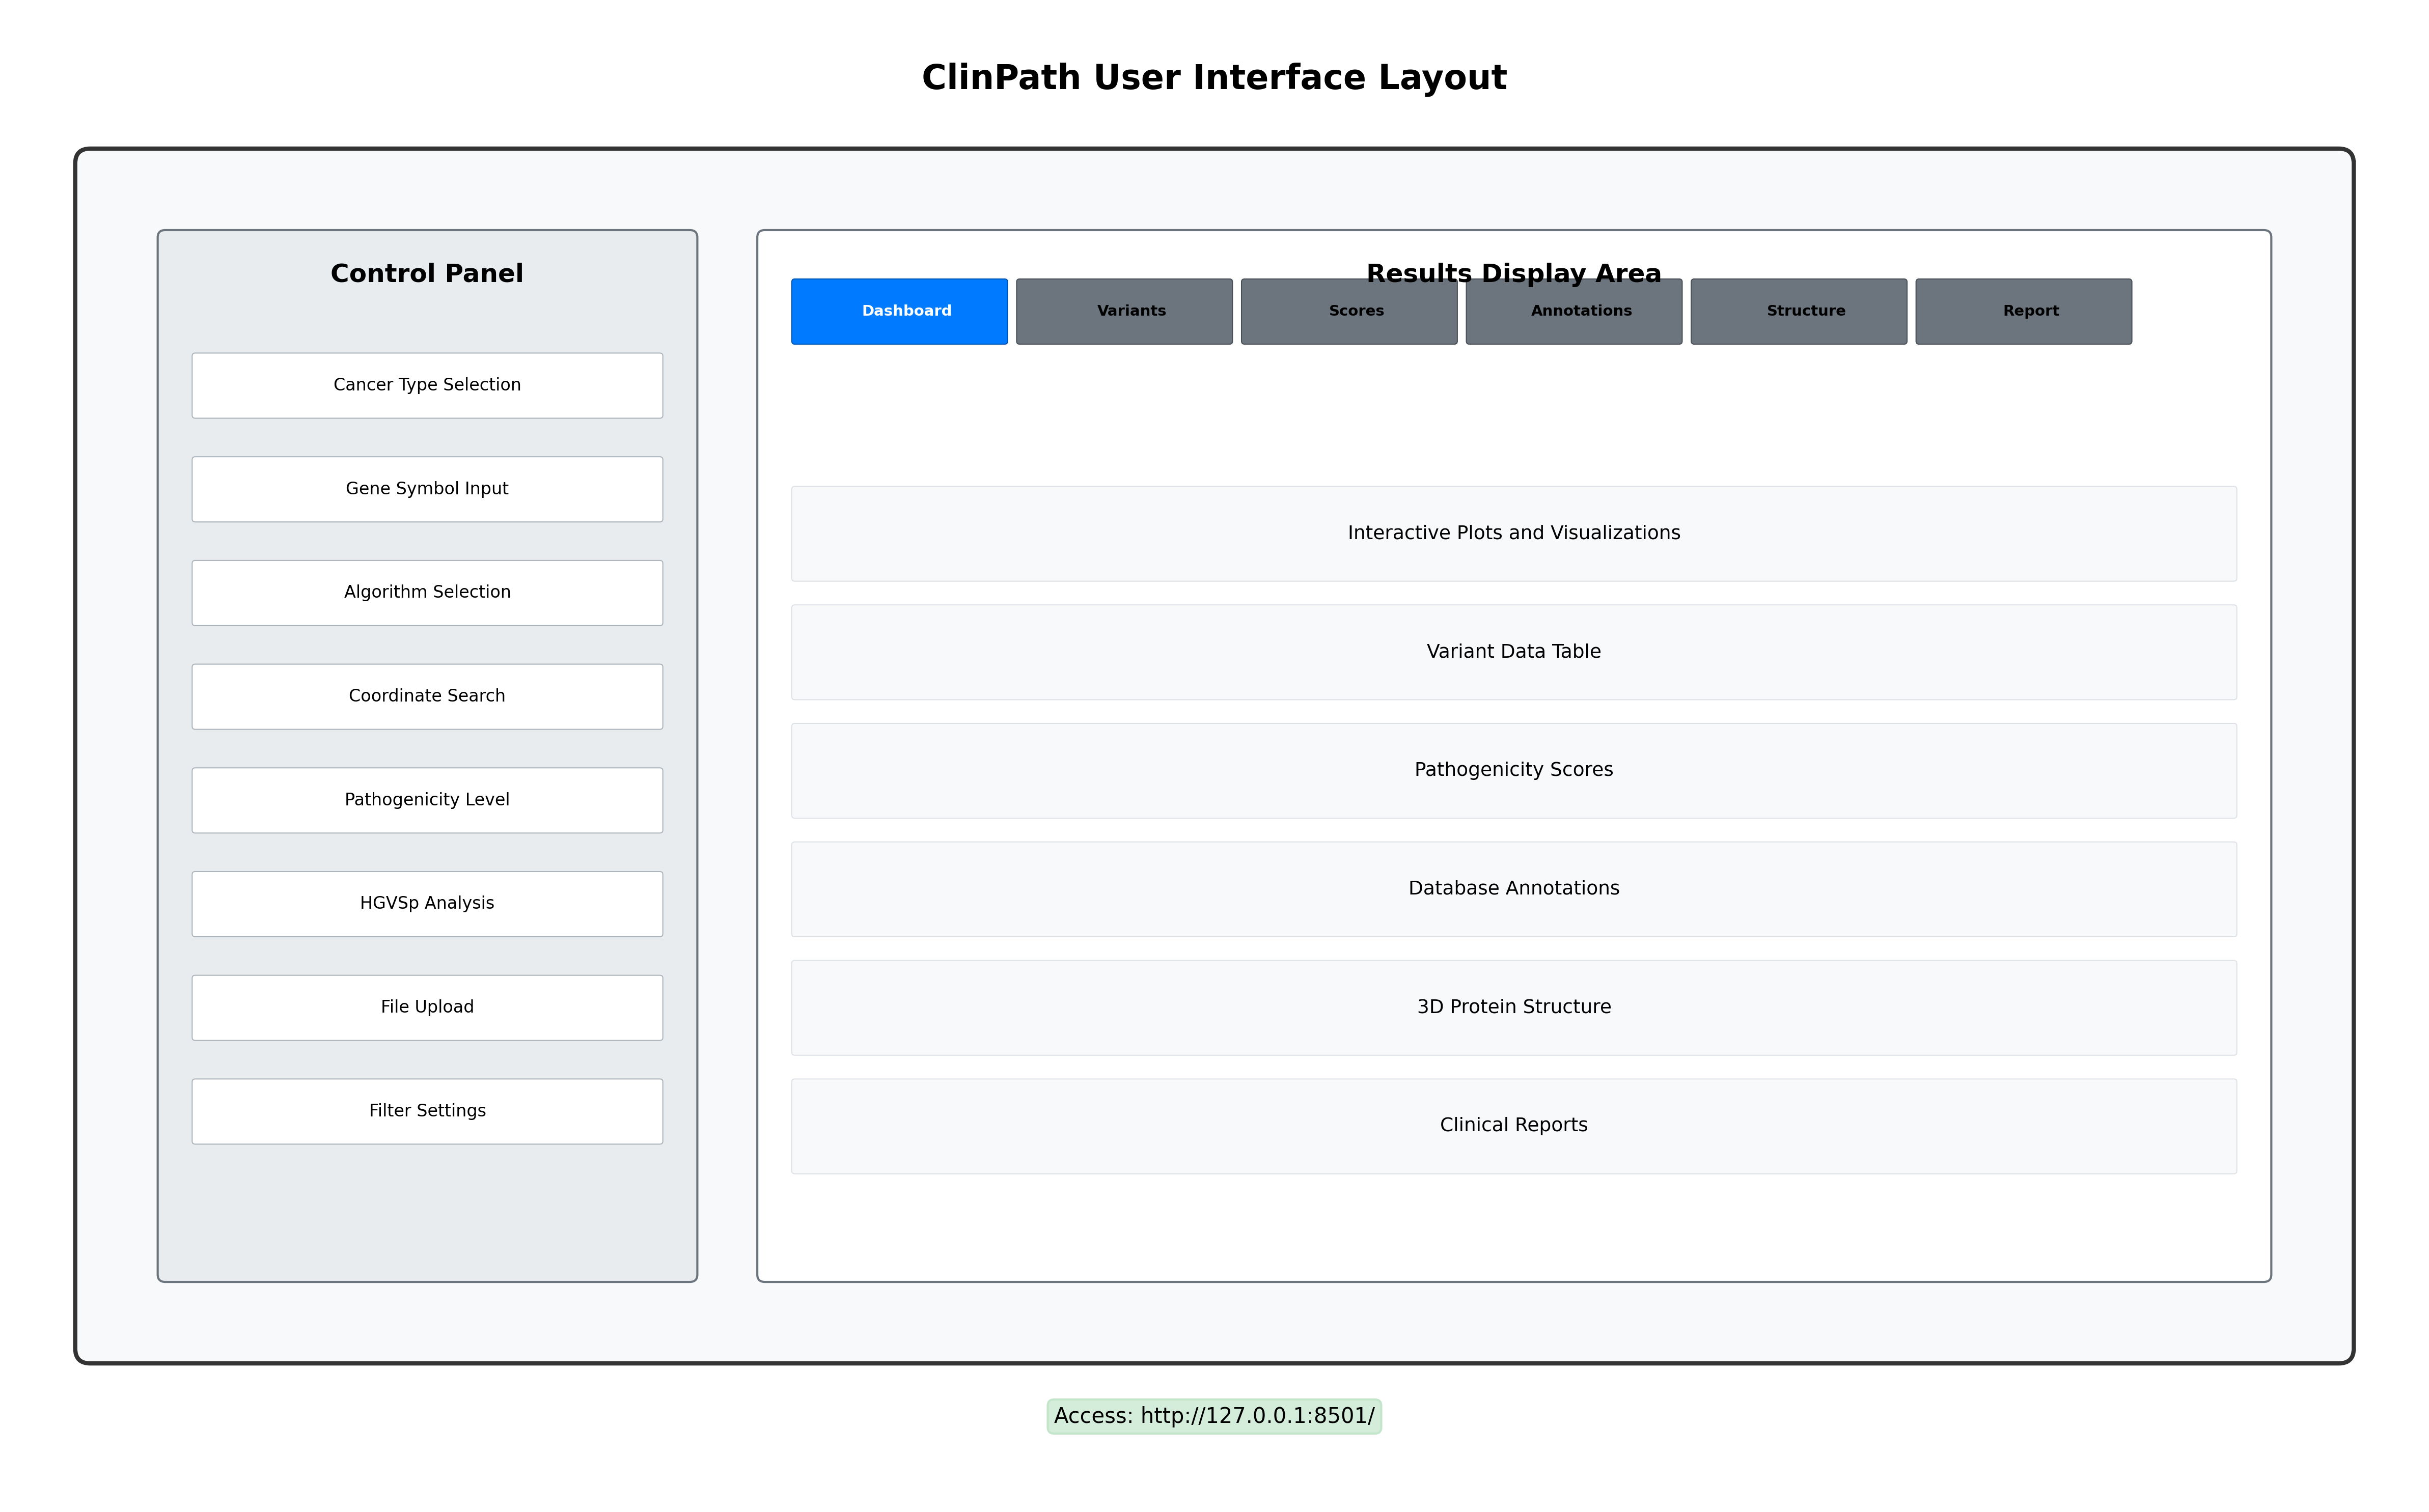 ClinPath User Interface Layout
Control Panel
Cancer Type Selection
Gene Symbol Input
Algorithm Selection
Coordinate Search
Pathogenicity Level
HGVSp Analysis
File Upload
Filter Settings
Results Display Area
Dashboard
Variants
Scores
Annotations
Structure
Report
Interactive Plots and Visualizations
Variant Data Table
Pathogenicity Scores
Database Annotations
3D Protein Structure
Clinical Reports
Access: http://127.0.0.1:8501/